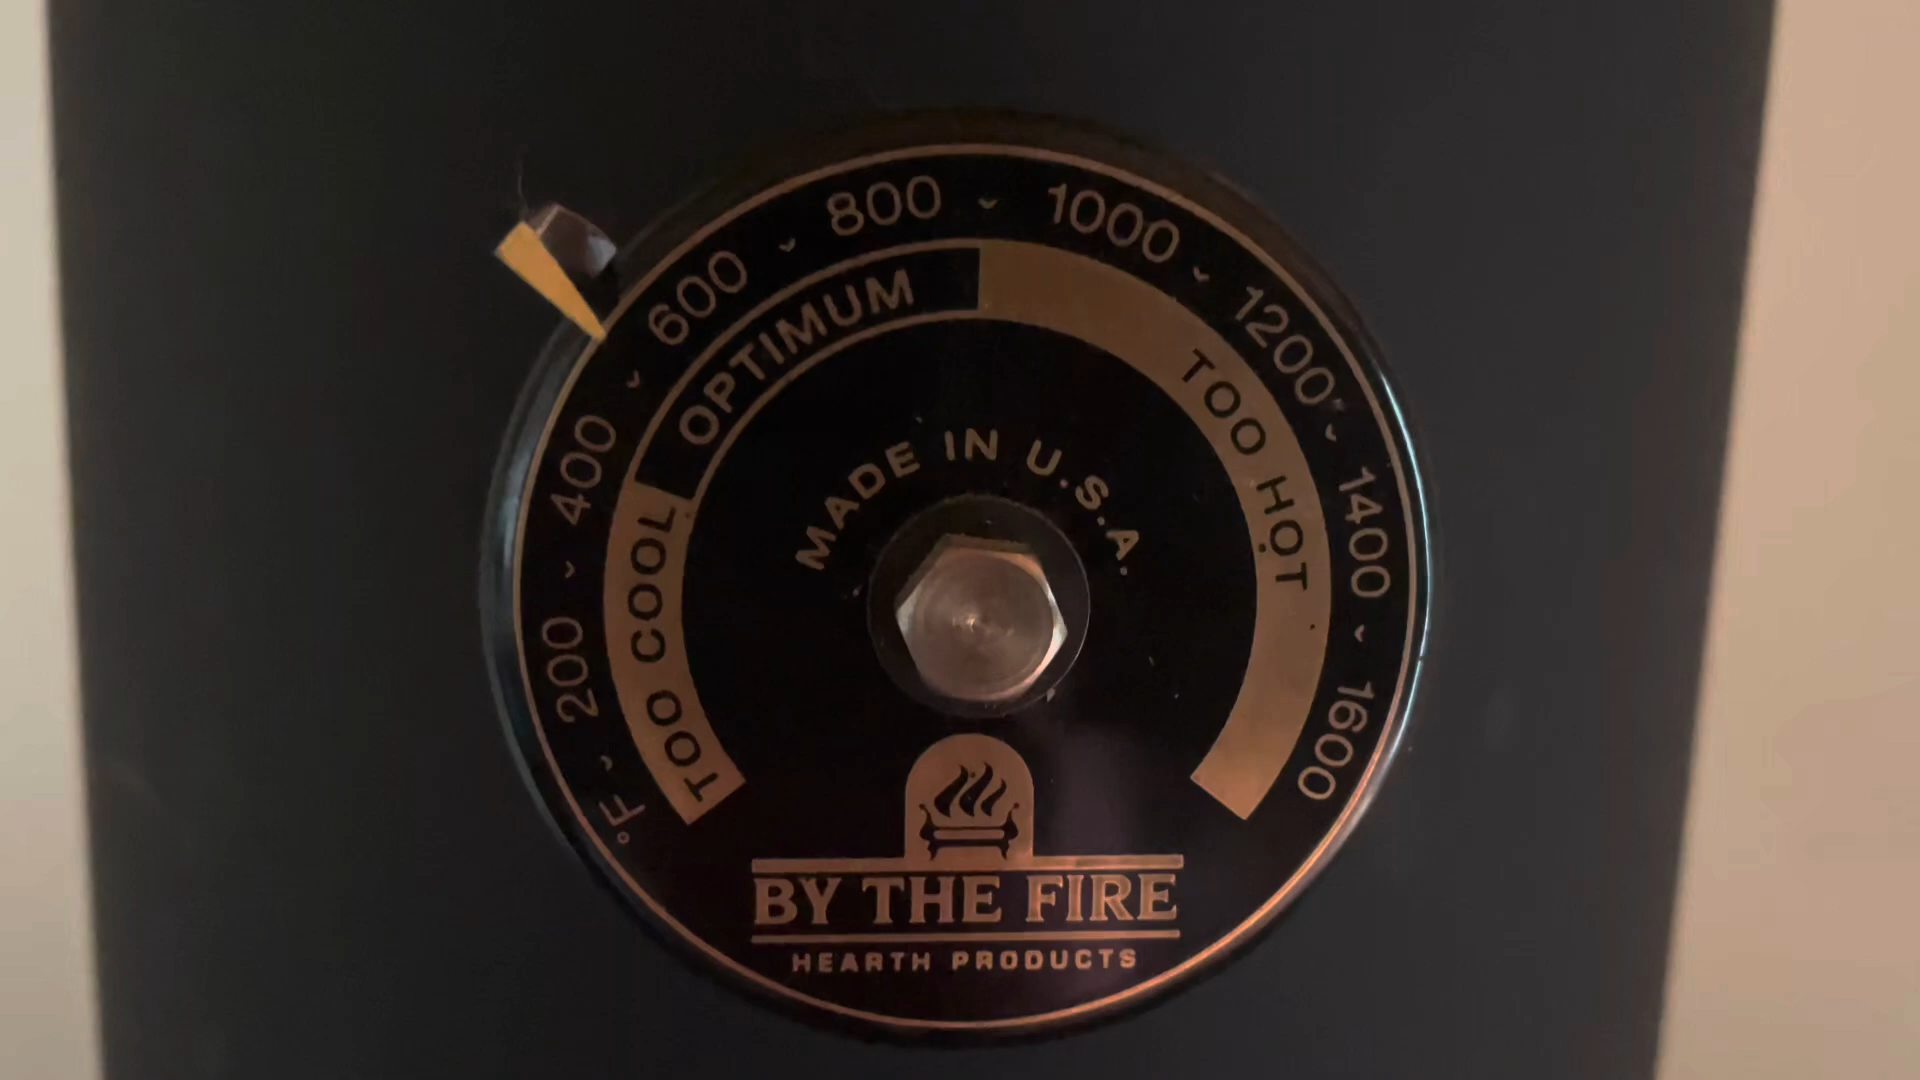 °F 200 400 600 800 1000 1200 1400 1600
TOO COOL OPTIMUM TOO HOT
MADE IN U.S.A.
BY THE FIRE
HEARTH PRODUCTS